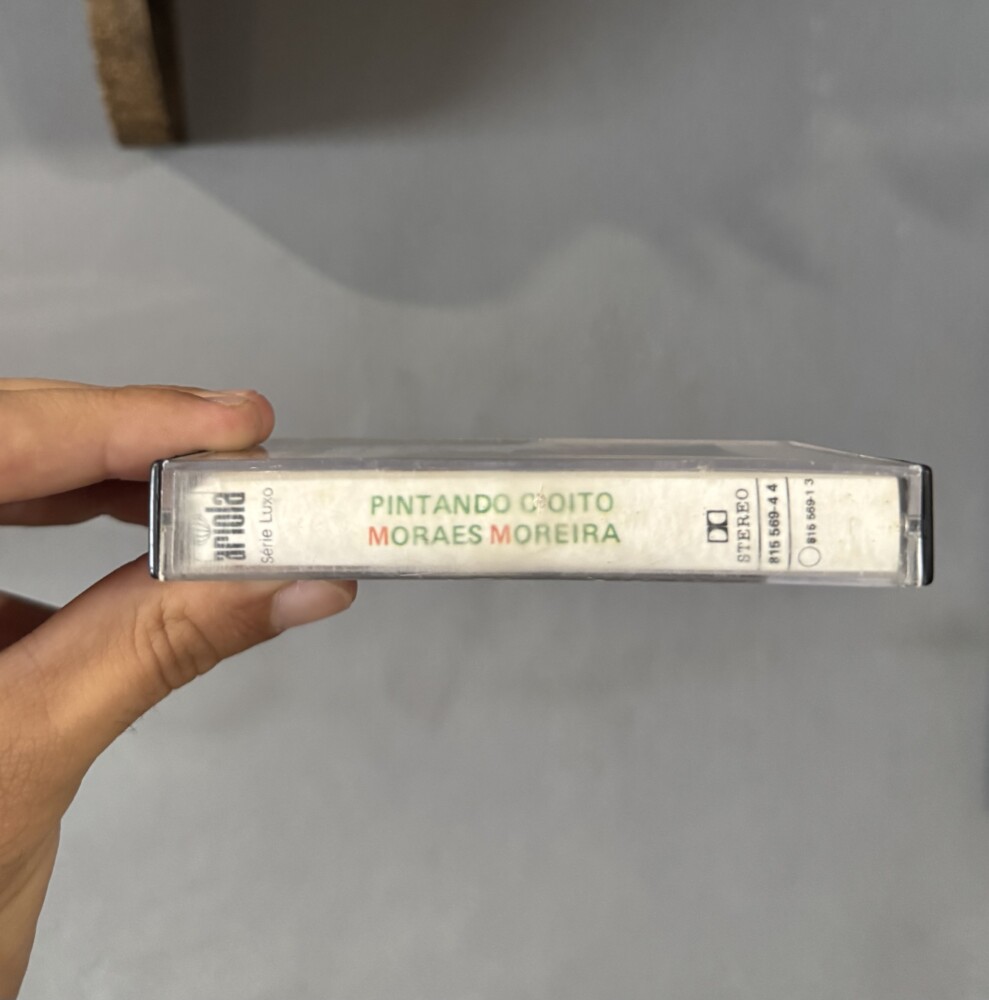 ariola
Série Luxo
PINTANDO O OITO
MORAES MOREIRA
STEREO
815 569-4 4
815 569-1 3